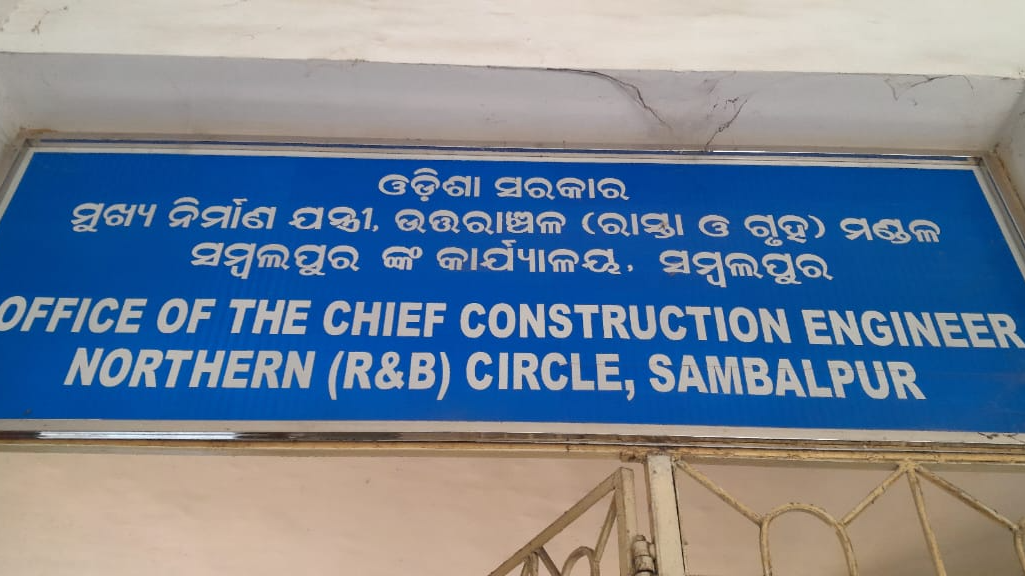 ଓଡ଼ିଶା ସରକାର
ମୁଖ୍ୟ ନିର୍ମାଣ ଯନ୍ତ୍ରୀ, ଉତ୍ତରାଞ୍ଚଳ (ରାସ୍ତା ଓ ଗୃହ) ମଣ୍ଡଳ
ସମ୍ବଲପୁର ଙ୍କ କାର୍ଯ୍ୟାଳୟ, ସମ୍ବଲପୁର
OFFICE OF THE CHIEF CONSTRUCTION ENGINEER
NORTHERN (R&B) CIRCLE, SAMBALPUR